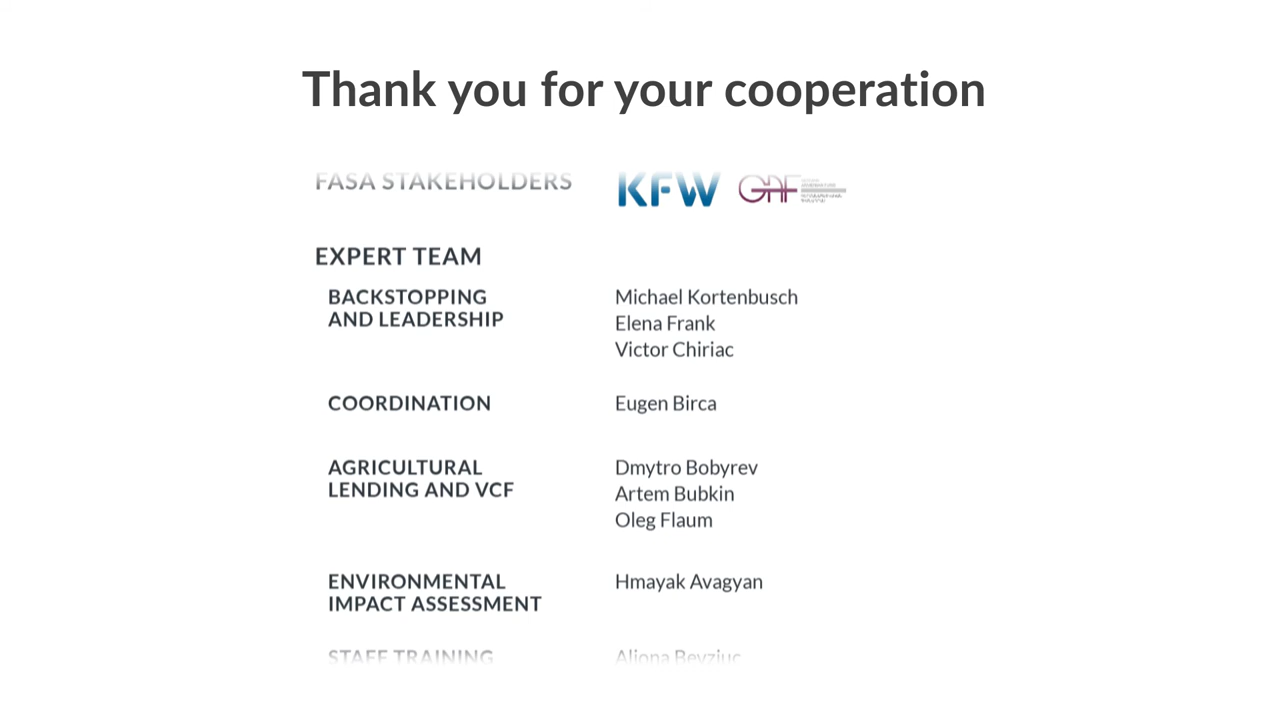 Thank you for your cooperation
FASA STAKEHOLDERS
KFW GAF
EXPERT TEAM
BACKSTOPPING
AND LEADERSHIP
Michael Kortenbusch
Elena Frank
Victor Chiriac
COORDINATION
Eugen Birca
AGRICULTURAL
LENDING AND VCF
Dmytro Bobyrev
Artem Bubkin
Oleg Flaum
ENVIRONMENTAL
IMPACT ASSESSMENT
Hmayak Avagyan
STAFF TRAINING
Aliona